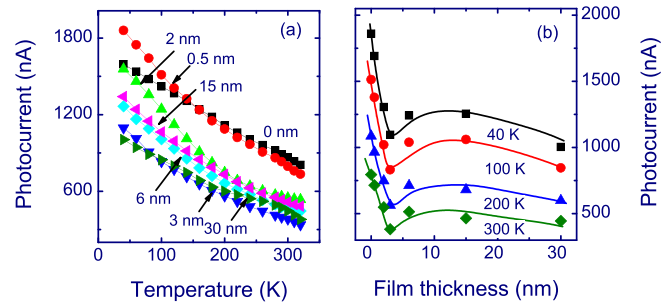 Photocurrent (nA)
1800
1200
600
(a)
2 nm
0.5 nm
15 nm
0 nm
6 nm
3 nm
30 nm
0
100
200
300
Temperature (K)
(b)
40 K
100 K
200 K
300 K
0
10
20
30
Film thickness (nm)
2000
1500
1000
500
Photocurrent (nA)